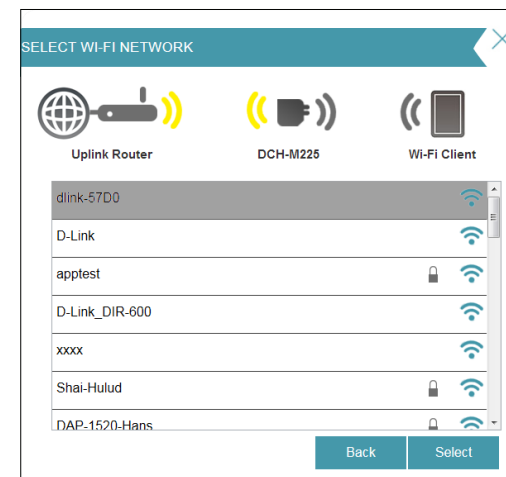 SELECT WI-FI NETWORK
Uplink Router DCH-M225 Wi-Fi Client
dlink-57D0
D-Link
apptest
D-Link_DIR-600
xxxx
Shai-Hulud
DAP-1520-Hans
Back Select